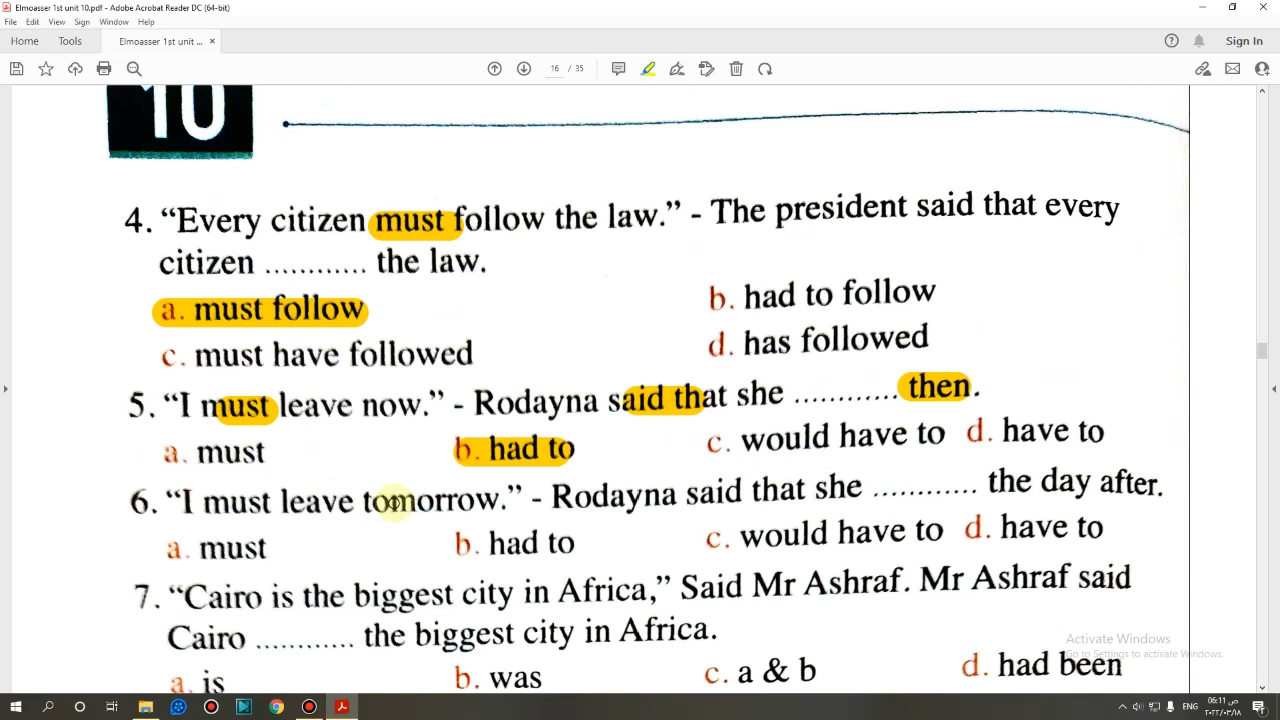 Elmoasser 1st unit 10.pdf - Adobe Acrobat Reader DC (64-bit)
File Edit View Sign Window Help
Home Tools Elmoasser 1st unit ... × Sign In
16 / 35
10
4. “Every citizen must follow the law.” - The president said that every
citizen ............ the law.
a. must follow b. had to follow
c. must have followed d. has followed
5. “I must leave now.” - Rodayna said that she ............ then.
a. must b. had to c. would have to d. have to
6. “I must leave tomorrow.” - Rodayna said that she ............ the day after.
a. must b. had to c. would have to d. have to
7. “Cairo is the biggest city in Africa,” Said Mr Ashraf. Mr Ashraf said
Cairo ............ the biggest city in Africa.
a. is b. was c. a & b d. had been
Activate Windows
Go to Settings to activate Windows.
ENG
06:11 ص
٢٠٢٢/٠٣/١٨